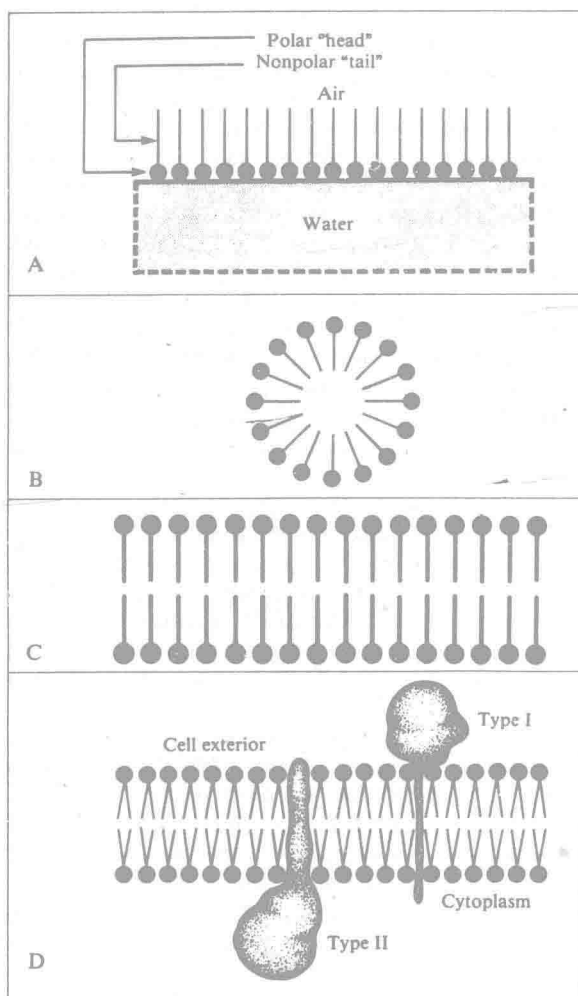 Polar “head”
Nonpolar “tail”
Air
Water
A
B
C
Cell exterior
Type I
Cytoplasm
Type II
D